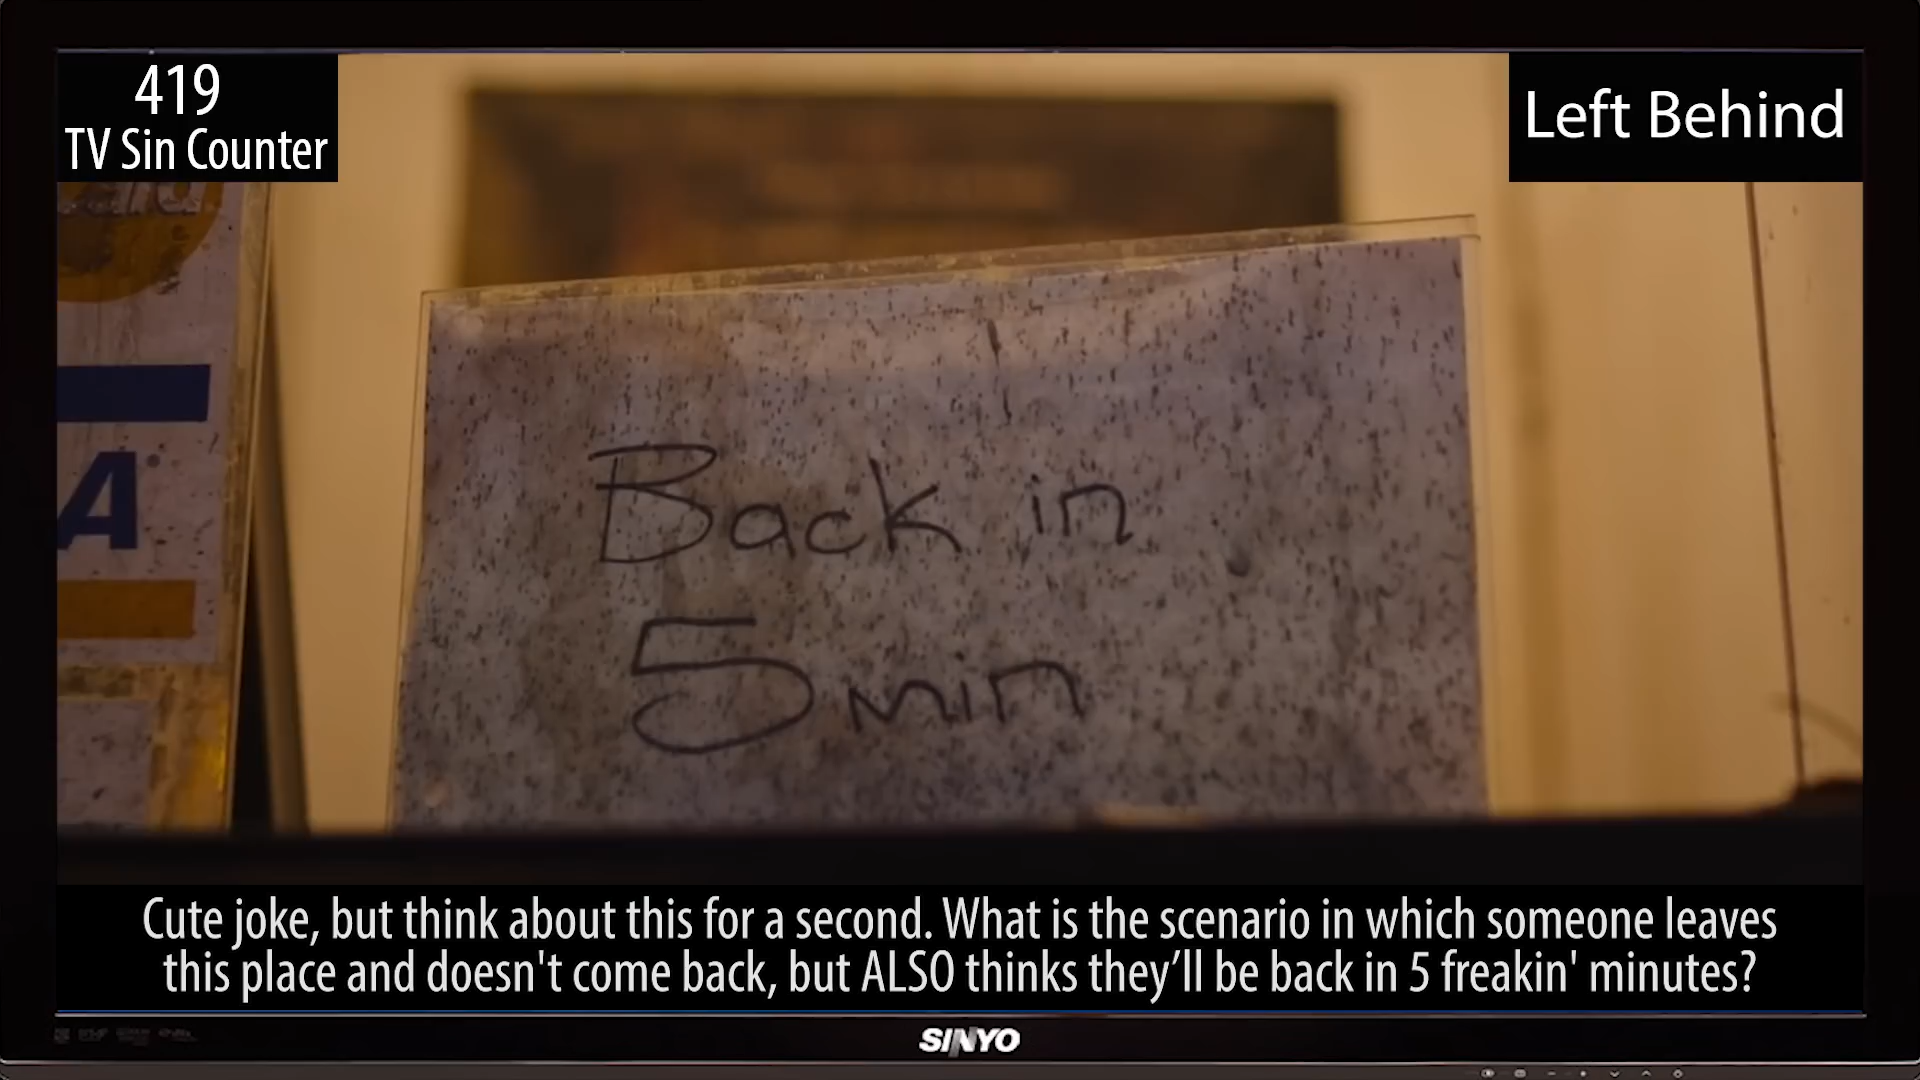 419
TV Sin Counter
Left Behind
A
Back in
5 min
Cute joke, but think about this for a second. What is the scenario in which someone leaves
this place and doesn't come back, but ALSO thinks they’ll be back in 5 freakin' minutes?
SINYO